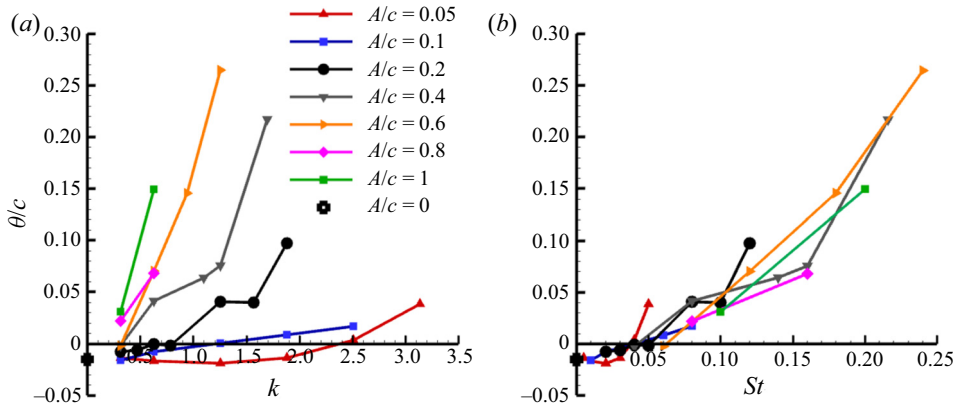 (a)
0.30
0.25
0.20
0.15
0.10
0.05
0
–0.05
θ/c
0.5
1.0
1.5
2.0
2.5
3.0
3.5
k
A/c = 0.05
A/c = 0.1
A/c = 0.2
A/c = 0.4
A/c = 0.6
A/c = 0.8
A/c = 1
A/c = 0
(b)
0.30
0.25
0.20
0.15
0.10
0.05
0
–0.05
0.05
0.10
0.15
0.20
0.25
St